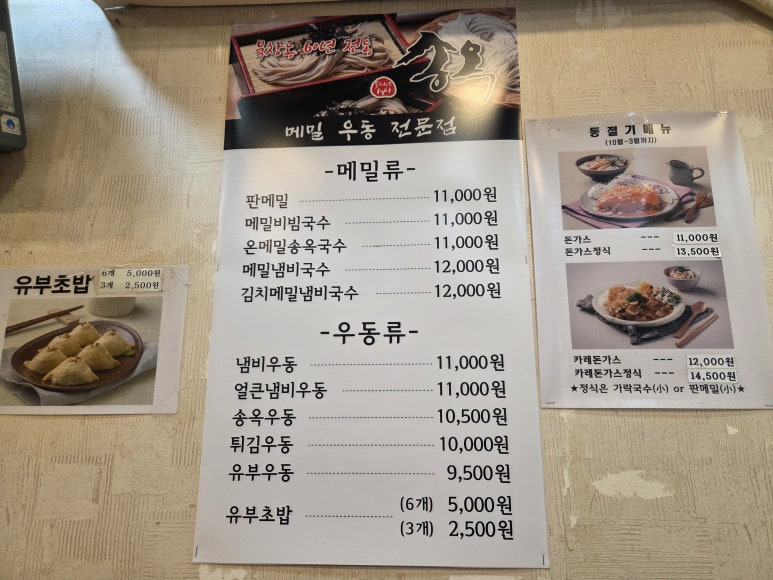 북창동 60년 전통
송옥
메밀 우동 전문점
-메밀류-
판메밀 11,000원
메밀비빔국수 11,000원
온메밀송옥국수 11,000원
메밀냄비국수 12,000원
김치메밀냄비국수 12,000원
-우동류-
냄비우동 11,000원
얼큰냄비우동 11,000원
송옥우동 10,500원
튀김우동 10,000원
유부우동 9,500원
유부초밥 (6개) 5,000원
(3개) 2,500원
유부초밥 6개 5,000원
3개 2,500원
동절기메뉴
(10월-3월까지)
돈가스 --- 11,000원
돈가스정식 --- 13,500원
카레돈가스 --- 12,000원
카레돈가스정식 --- 14,500원
★정식은 가락국수(小) or 판메밀(小)★